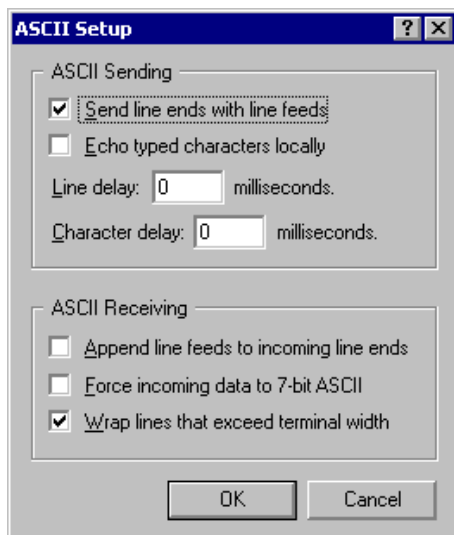 ASCII Setup
ASCII Sending
Send line ends with line feeds
Echo typed characters locally
Line delay: 0 milliseconds.
Character delay: 0 milliseconds.
ASCII Receiving
Append line feeds to incoming line ends
Force incoming data to 7-bit ASCII
Wrap lines that exceed terminal width
OK Cancel